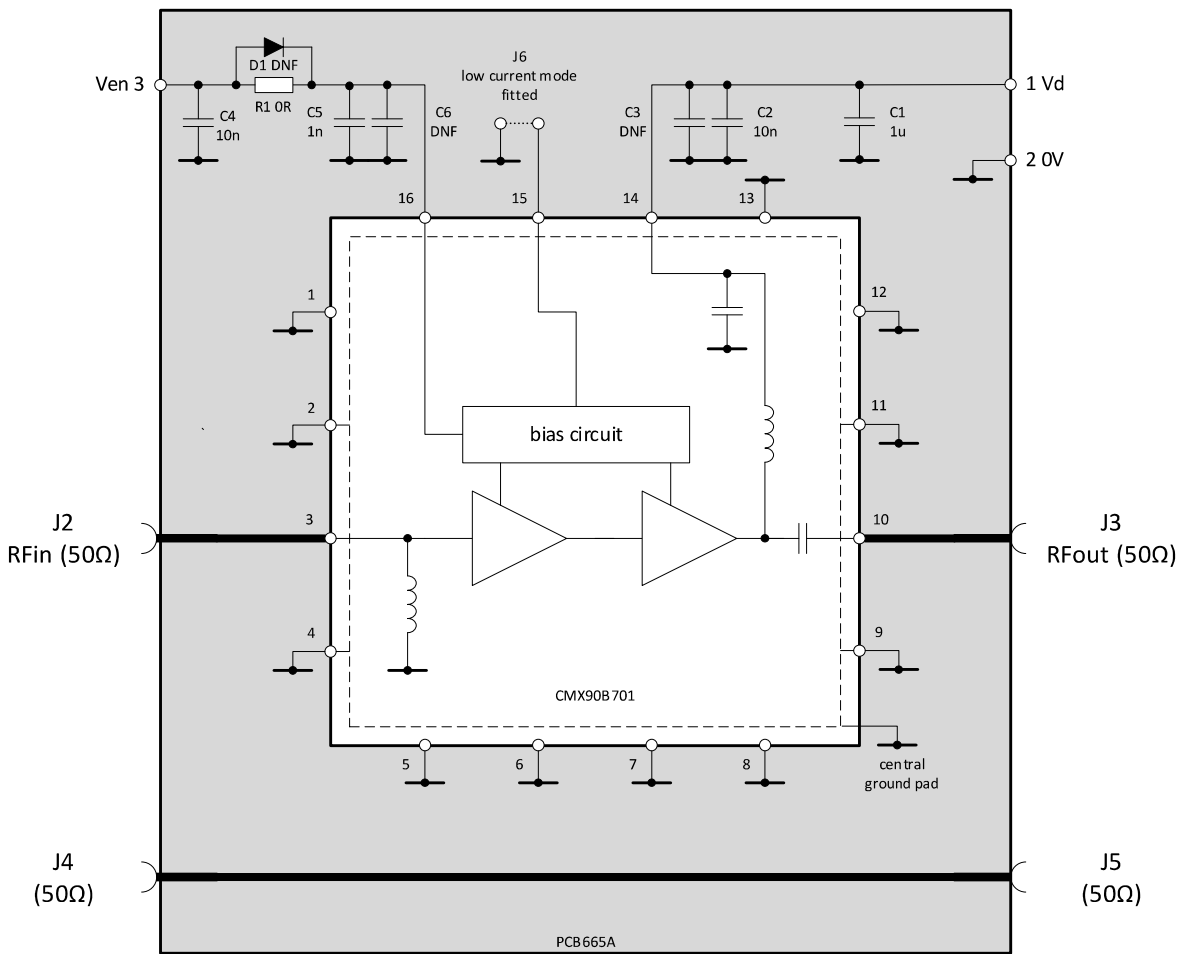 J6
low current mode
fitted
D1 DNF
Ven 3
1 Vd
R1 0R
C4
10n
C5
1n
C6
DNF
C3
DNF
C2
10n
C1
1u
2 0V
16
15
14
13
1
12
2
11
bias circuit
J2
RFin (50Ω)
3
10
J3
RFout (50Ω)
4
9
CMX90B701
5
6
7
8
central
ground pad
J4
(50Ω)
J5
(50Ω)
PCB665A